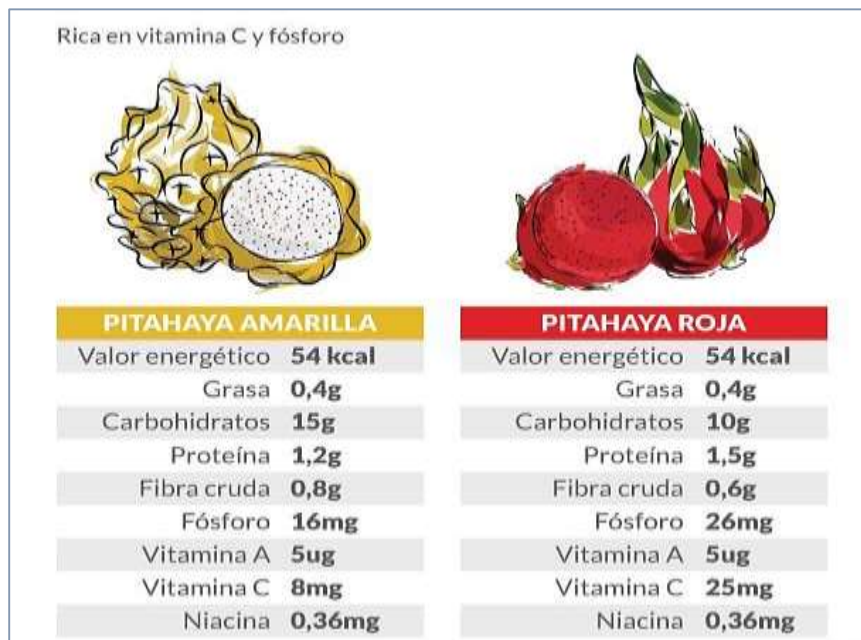 Rica en vitamina C y fósforo
PITAHAYA AMARILLA
Valor energético 54 kcal
Grasa 0,4g
Carbohidratos 15g
Proteína 1,2g
Fibra cruda 0,8g
Fósforo 16mg
Vitamina A 5ug
Vitamina C 8mg
Niacina 0,36mg
PITAHAYA ROJA
Valor energético 54 kcal
Grasa 0,4g
Carbohidratos 10g
Proteína 1,5g
Fibra cruda 0,6g
Fósforo 26mg
Vitamina A 5ug
Vitamina C 25mg
Niacina 0,36mg